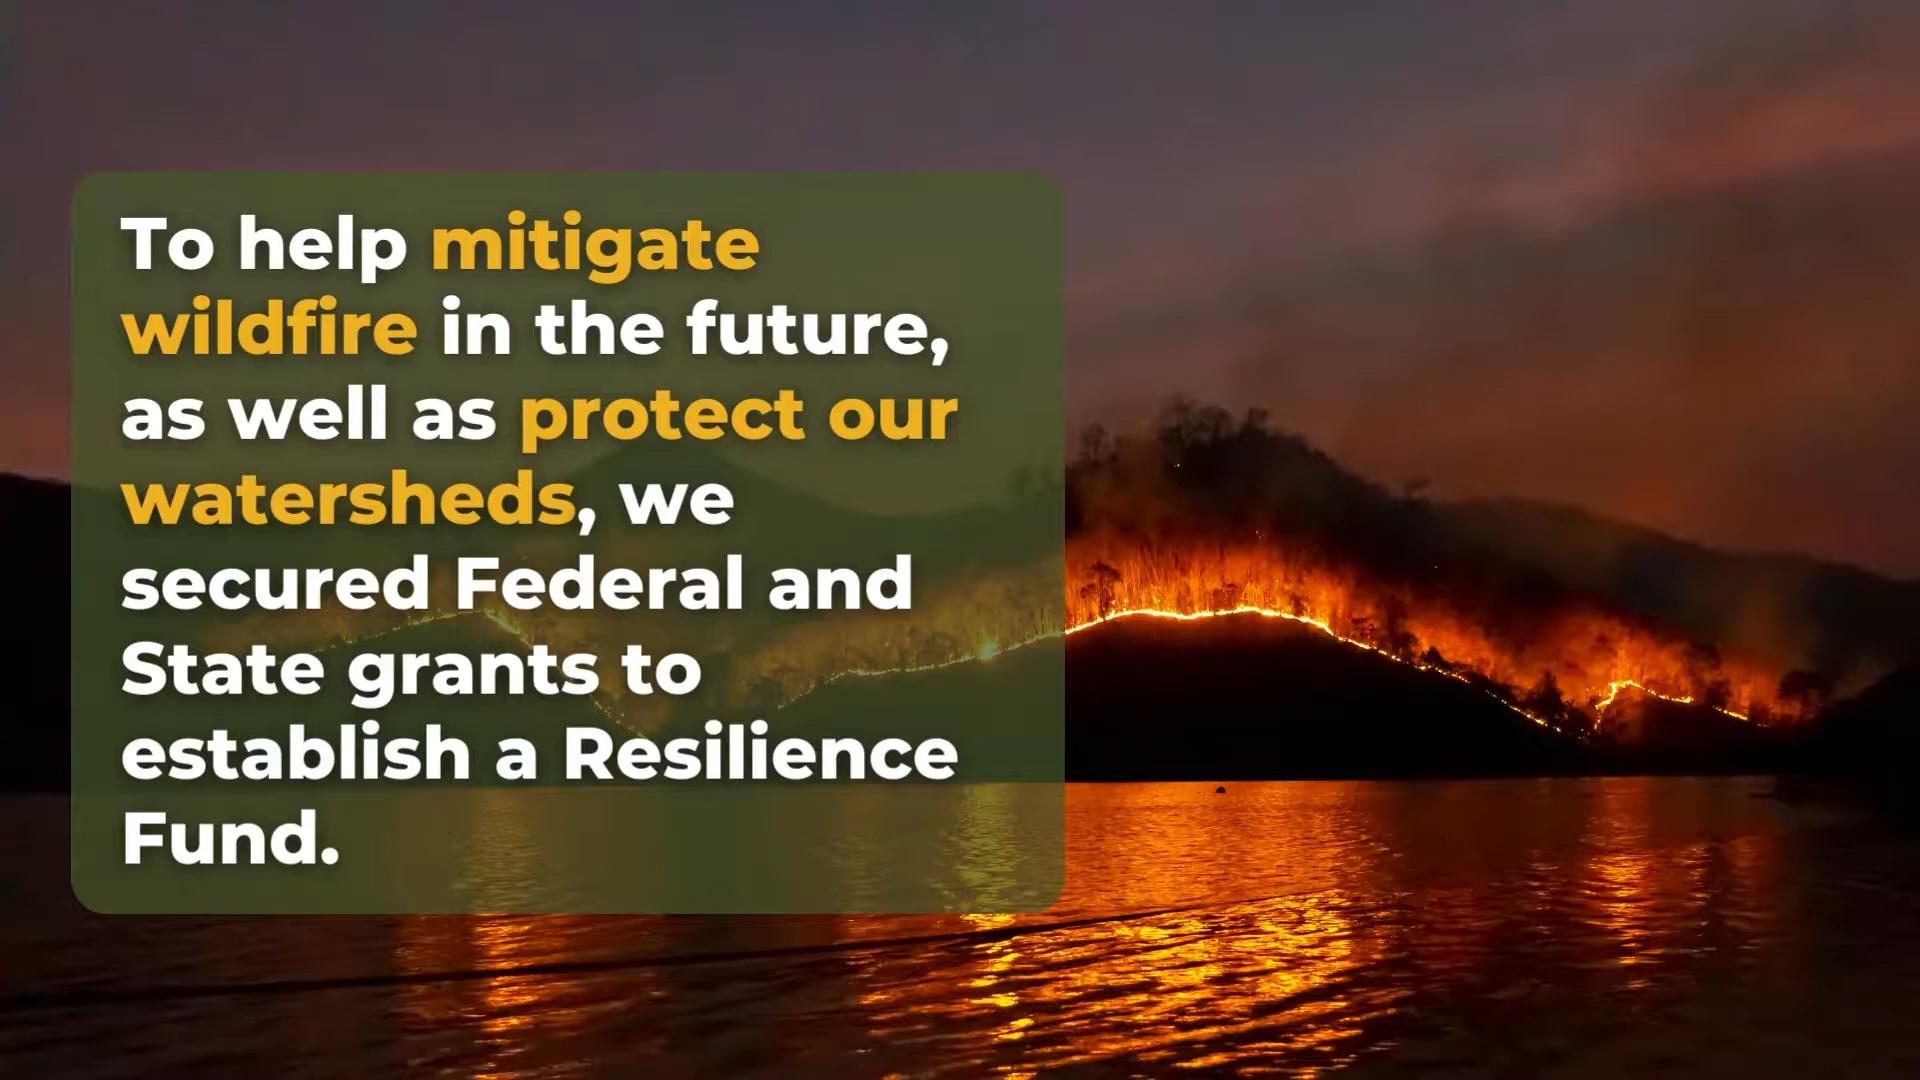 To help mitigate
wildfire in the future,
as well as protect our
watersheds, we
secured Federal and
State grants to
establish a Resilience
Fund.